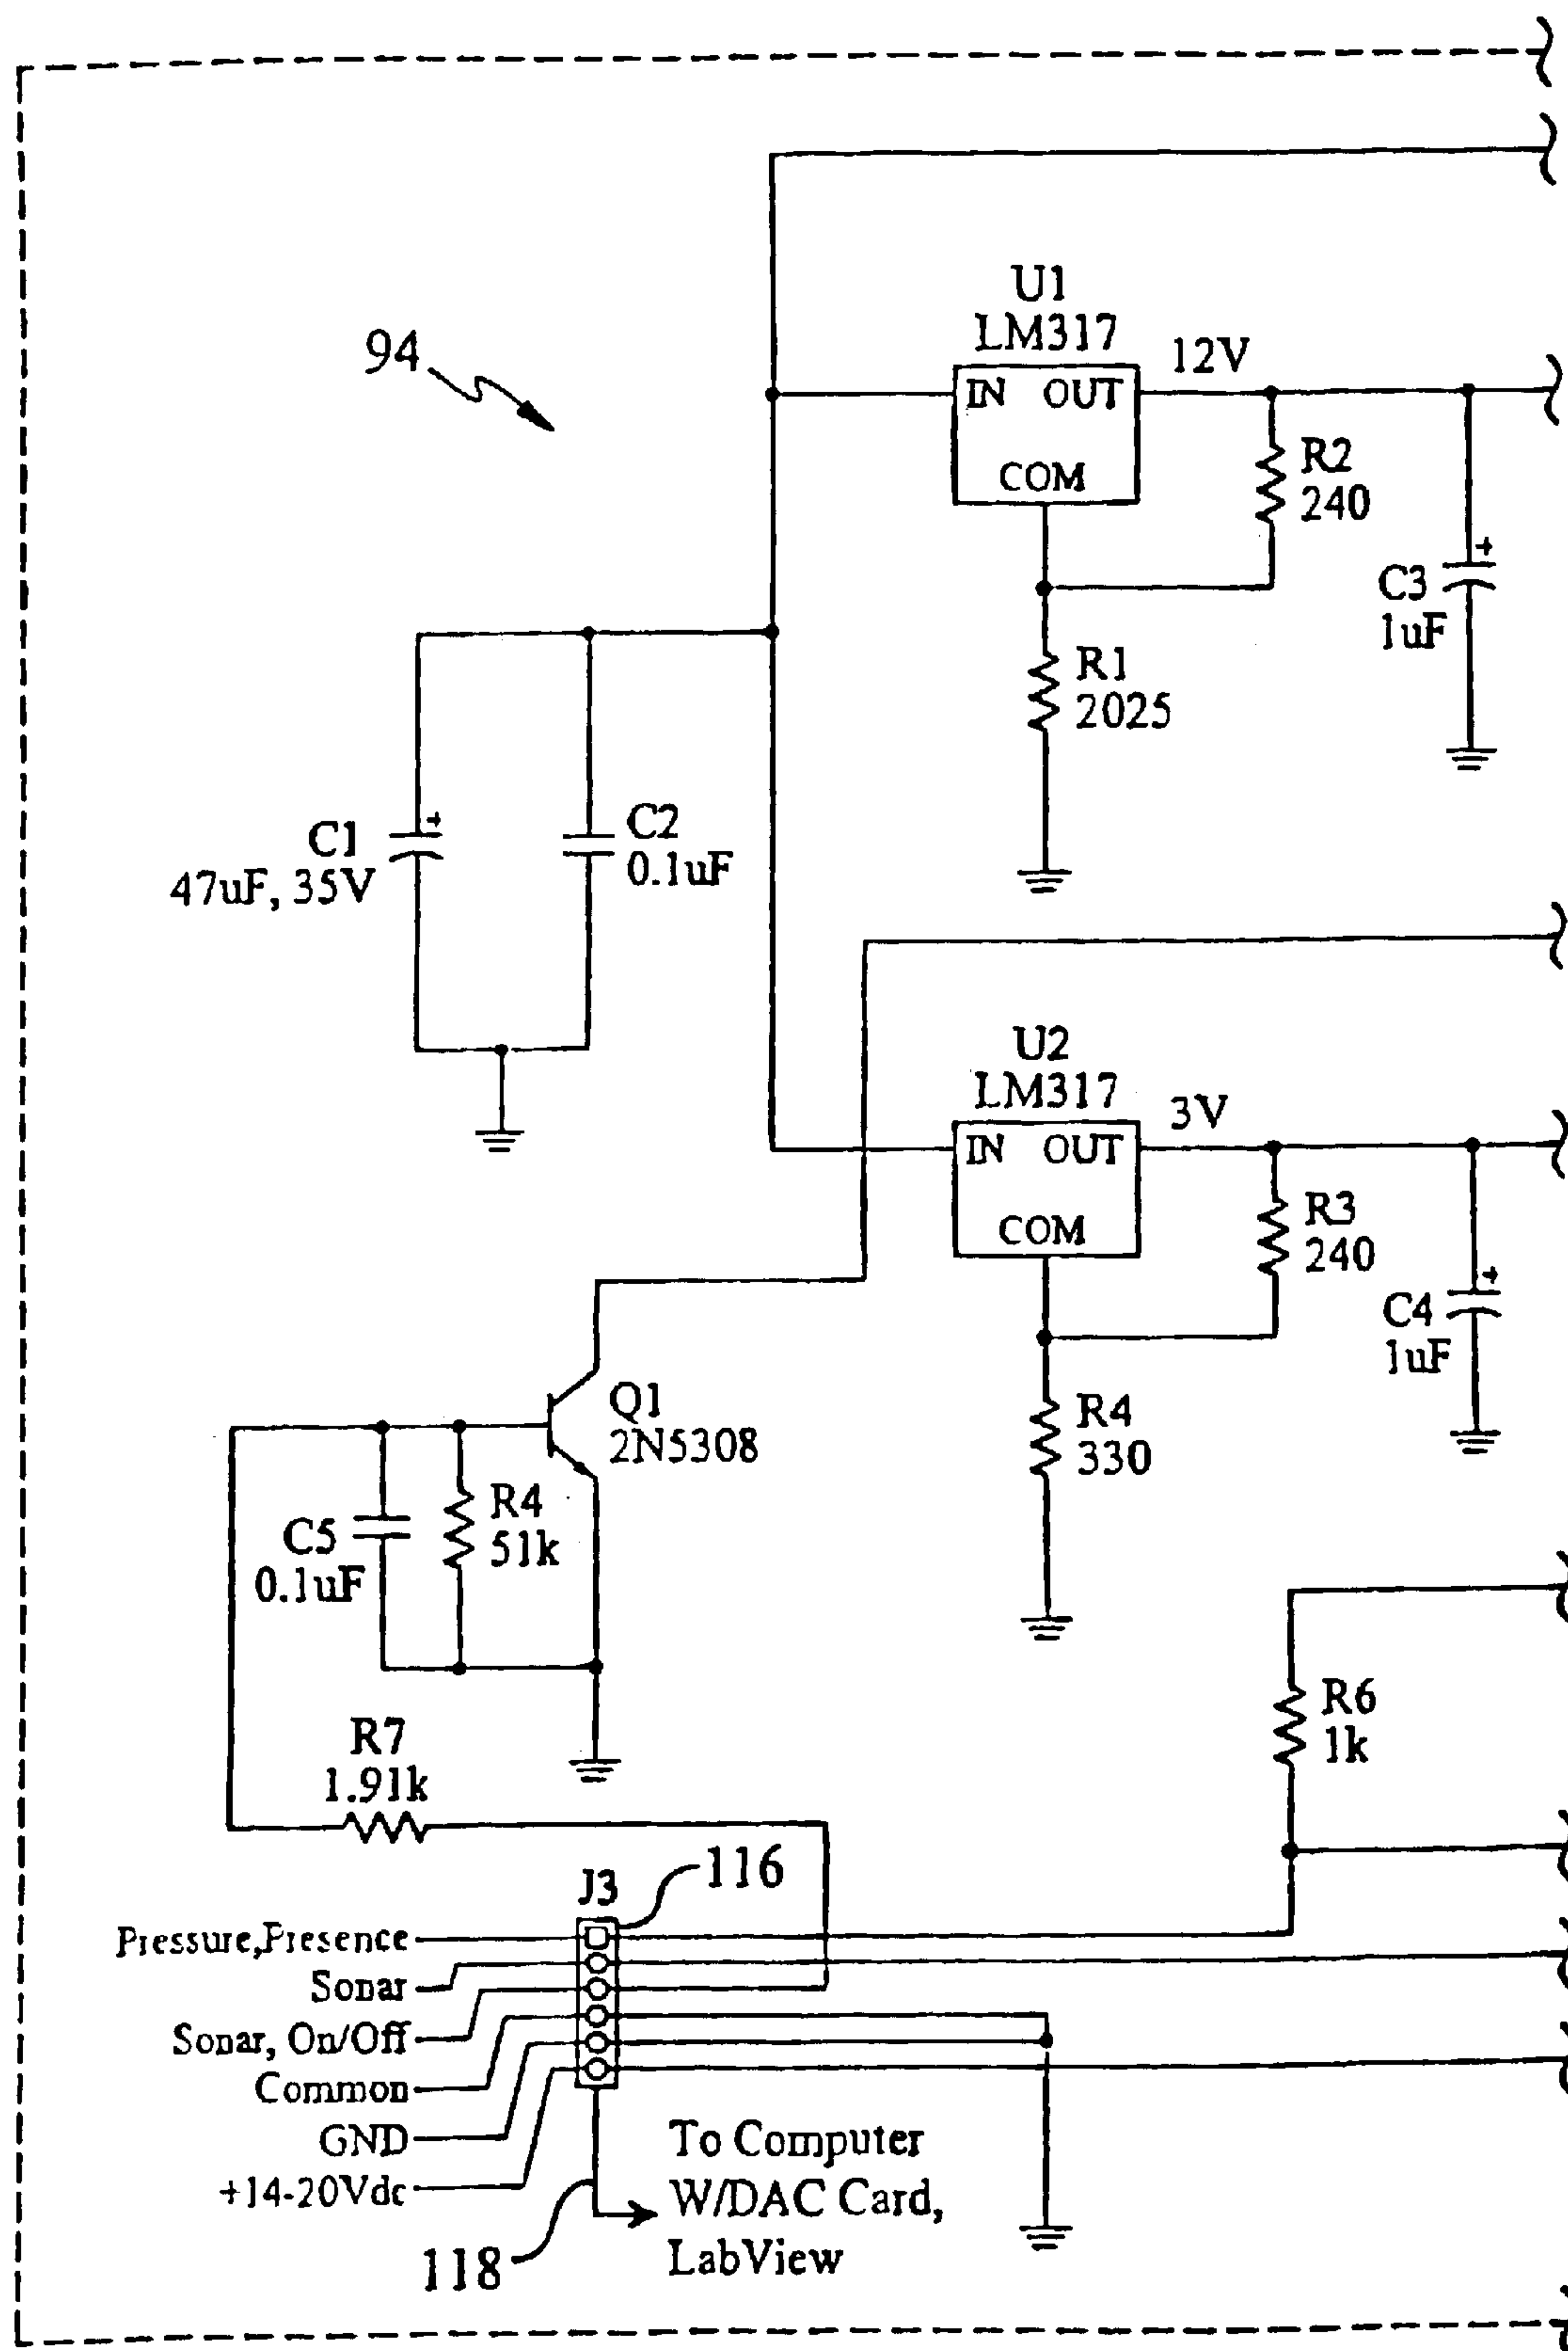 94
U1
LM317
12V
IN OUT
COM
R2
240
C3
1uF
+
R1
2025
C1
47uF, 35V
+
C2
0.1uF
U2
LM317
3V
IN OUT
COM
R3
240
C4
1uF
+
R4
330
Q1
2N5308
C5
0.1uF
R4
51k
R6
1k
R7
1.91k
J3
116
Pressure,Presence
Sonar
Sonar, On/Off
Common
GND
+14-20Vdc
118
To Computer
W/DAC Card,
LabView